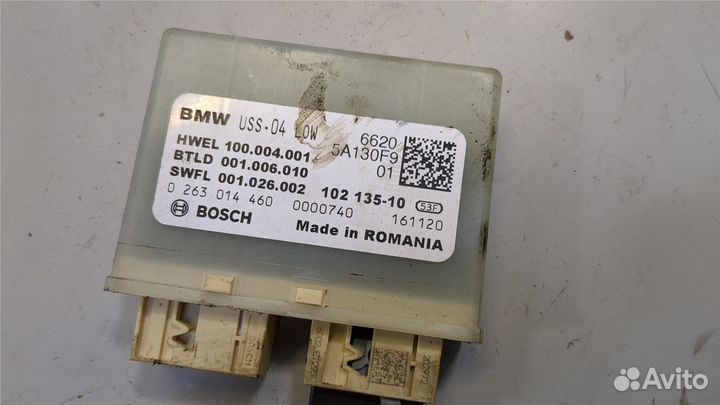 BMW USS-04 LOW 6620
HWEL 100.004.001 5A130F9
BTLD 001.006.010 01
SWFL 001.026.002 102 135-10 53F
0 263 014 460 0000740 161120
BOSCH Made in ROMANIA
Avito